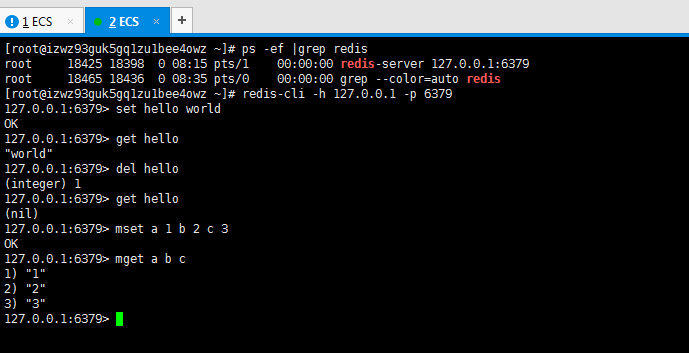 1 ECS × 2 ECS × +
[root@izwz93guk5gq1zu1bee4owz ~]# ps -ef |grep redis
root     18425 18398  0 08:15 pts/1    00:00:00 redis-server 127.0.0.1:6379
root     18465 18436  0 8:35 pts/0    00:00:00 grep --color=auto redis
[root@izwz93guk5gq1zu1bee4owz ~]# redis-cli -h 127.0.0.1 -p 6379
127.0.0.1:6379> set hello world
OK
127.0.0.1:6379> get hello
"world"
127.0.0.1:6379> del hello
(integer) 1
127.0.0.1:6379> get hello
(nil)
127.0.0.1:6379> mset a 1 b 2 c 3
OK
127.0.0.1:6379> mget a b c
1) "1"
2) "2"
3) "3"
127.0.0.1:6379>